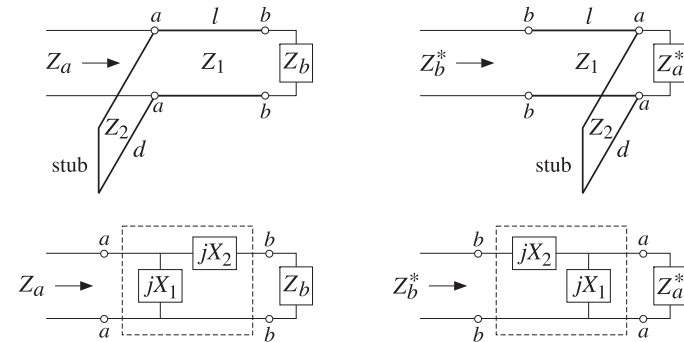 a l b
Z_a Z_1 Z_b
a b
Z_2
d
stub
b l a
Z_b^* Z_1 Z_a^*
b a
Z_2
d
stub
a b
jX_2
Z_a jX_1 Z_b
a b
b a
jX_2
Z_b^* jX_1 Z_a^*
b a